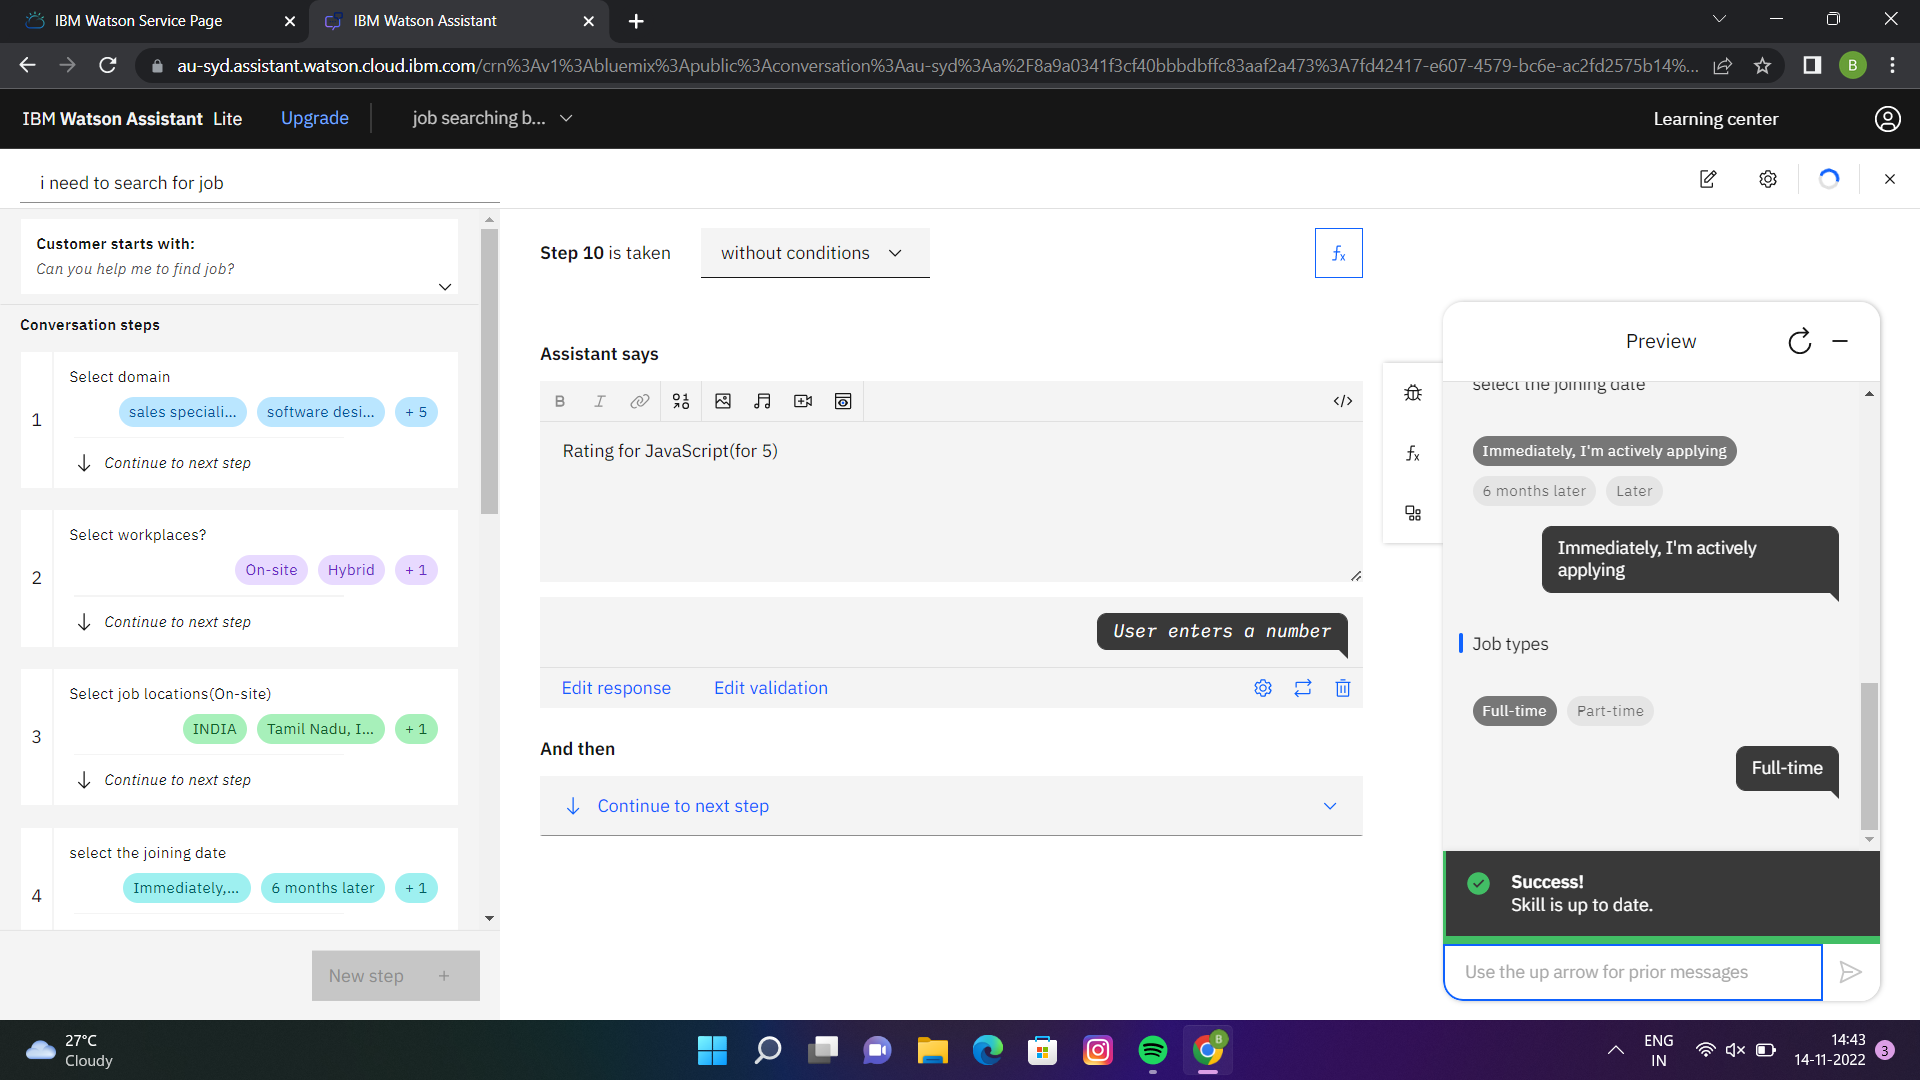 IBM Watson Service Page
IBM Watson Assistant
au-syd.assistant.watson.cloud.ibm.com/crn%3Av1%3Abluemix%3Apublic%3Aconversation%3Aau-syd%3Aa%2F8a9a0341f3cf40bbbdbffc83aaf2a473%3A7fd42417-e607-4579-bc6e-ac2fd2575b14%...
B
IBM Watson Assistant Lite
Upgrade
job searching b...
Learning center
i need to search for job
Customer starts with:
Can you help me to find job?
Conversation steps
1
Select domain
sales speciali...
software desi...
+ 5
Continue to next step
2
Select workplaces?
On-site
Hybrid
+ 1
Continue to next step
3
Select job locations(On-site)
INDIA
Tamil Nadu, I...
+ 1
Continue to next step
4
select the joining date
Immediately,...
6 months later
+ 1
New step +
Step 10 is taken
without conditions
fx
Assistant says
B I
</>
Rating for JavaScript(for 5)
User enters a number
Edit response
Edit validation
And then
Continue to next step
fx
Preview
select the joining date
Immediately, I'm actively applying
6 months later
Later
Immediately, I'm actively
applying
Job types
Full-time
Part-time
Full-time
Success!
Skill is up to date.
Use the up arrow for prior messages
27°C
Cloudy
B
ENG
IN
14:43
14-11-2022
3